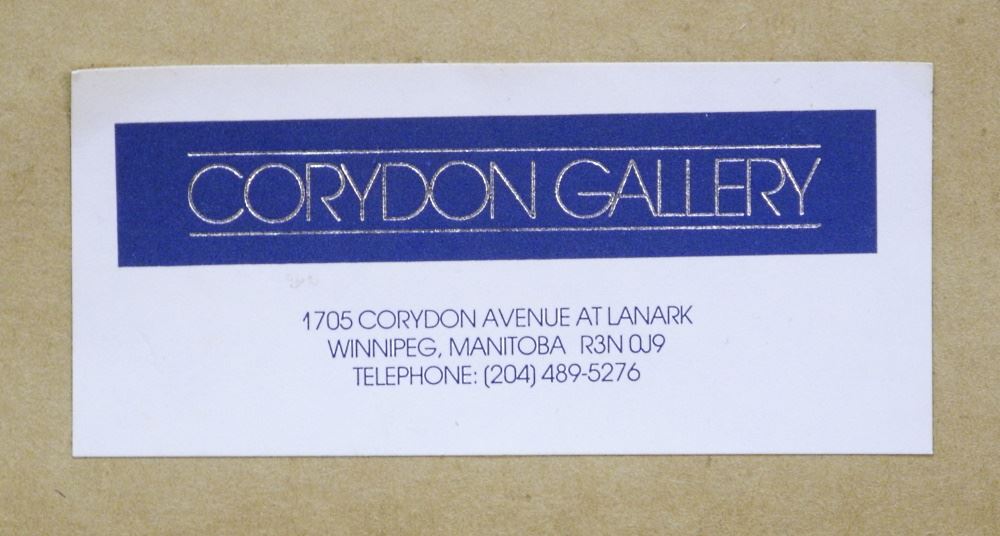 CORYDON GALLERY
1705 CORYDON AVENUE AT LANARK
WINNIPEG, MANITOBA R3N 0J9
TELEPHONE: (204) 489-5276